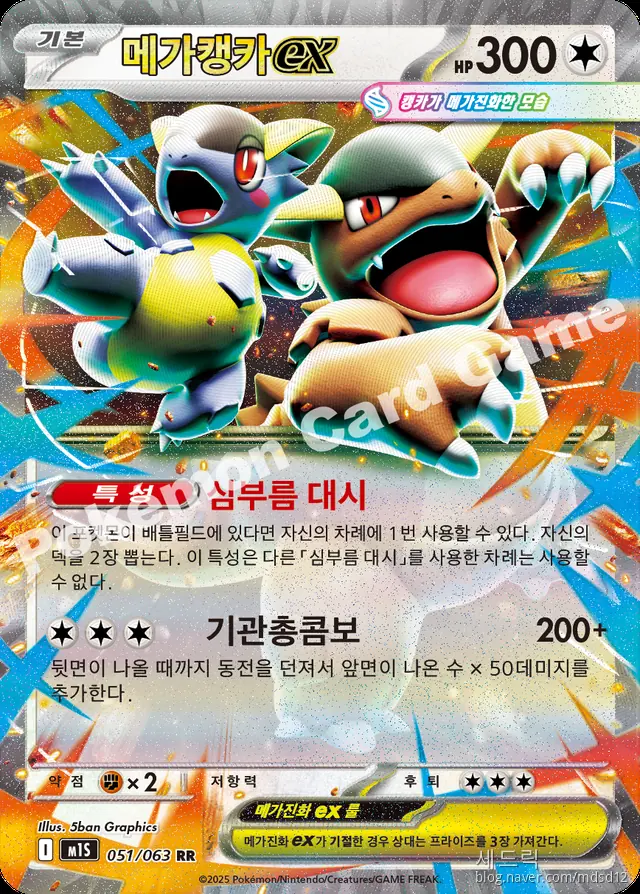 기본
메가캥카ex
HP 300
캥카가 메가진화한 모습
Pokémon Card Game
특성
심부름 대시
이 포켓몬이 배틀필드에 있다면 자신의 차례에 1번 사용할 수 있다. 자신의
덱을 2장 뽑는다. 이 특성은 다른 「심부름 대시」를 사용한 차례는 사용할
수 없다.
기관총콤보 200+
뒷면이 나올 때까지 동전을 던져서 앞면이 나온 수 × 50데미지를
추가한다.
약점 ×2 저항력 후퇴
메가진화 ex 룰
메가진화 ex가 기절한 경우 상대는 프라이즈를 3장 가져간다.
Illus. 5ban Graphics
I M1S 051/063 RR
©2025 Pokémon/Nintendo/Creatures/GAME FREAK.
세드릭
blog.naver.com/mdsd12